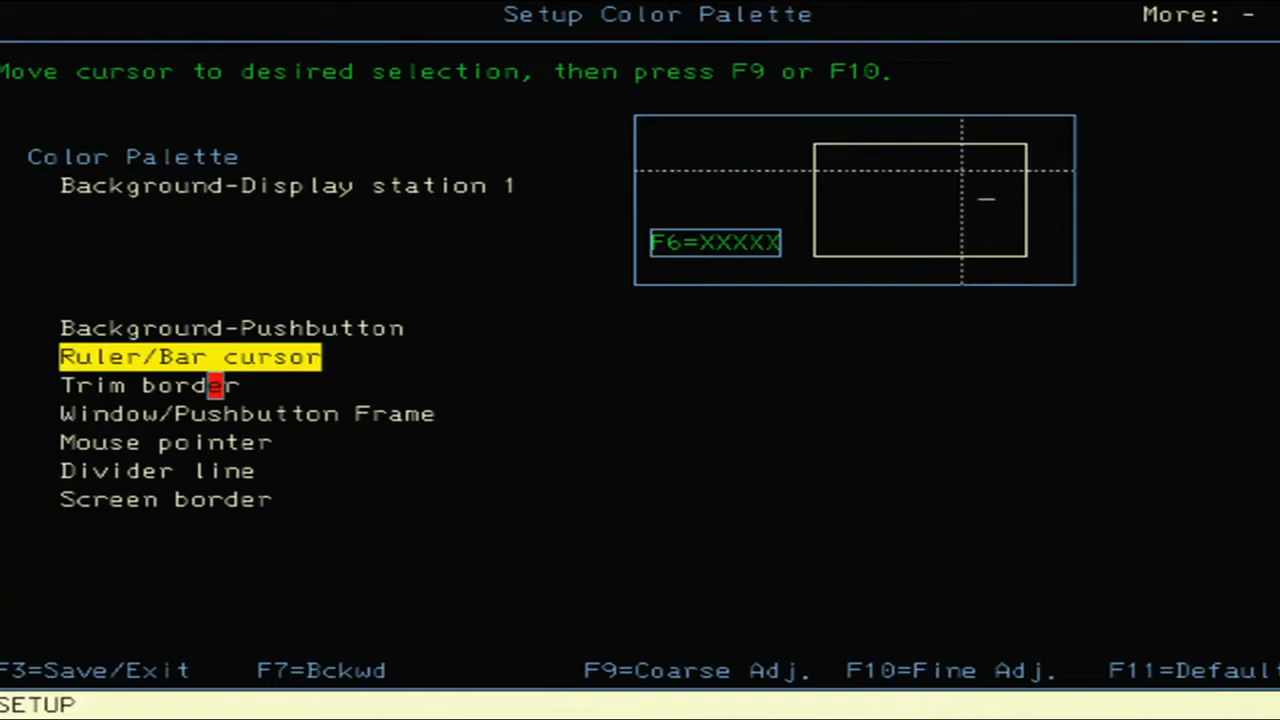 Setup Color Palette More: -
Move cursor to desired selection, then press F9 or F10.
Color Palette
Background-Display station 1
F6=XXXXX
Background-Pushbutton
Ruler/Bar cursor
Trim border
Window/Pushbutton Frame
Mouse pointer
Divider line
Screen border
F3=Save/Exit F7=Bckwd F9=Coarse Adj. F10=Fine Adj. F11=Default
SETUP